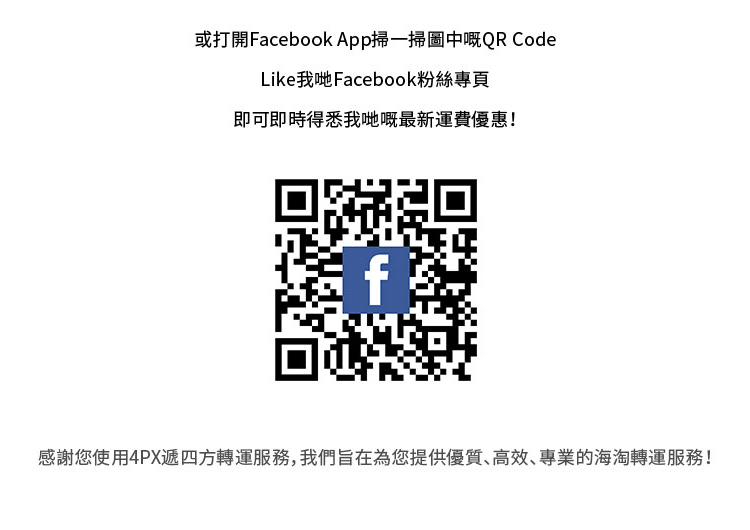 或打開Facebook App掃一掃圖中嘅QR Code
Like我哋Facebook粉絲專頁
即可即時得悉我哋嘅最新運費優惠！
f
感謝您使用4PX遞四方轉運服務，我們旨在為您提供優質、高效、專業的海淘轉運服務！